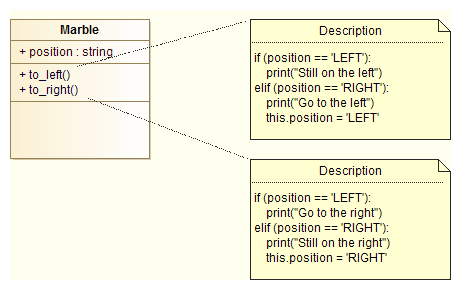 Marble
+ position : string
+ to_left()
+ to_right()
Description
if (position == 'LEFT'):
print("Still on the left")
elif (position == 'RIGHT'):
print("Go to the left")
this.position = 'LEFT'
Description
if (position == 'LEFT'):
print("Go to the right")
elif (position == 'RIGHT'):
print("Still on the right")
this.position = 'RIGHT'